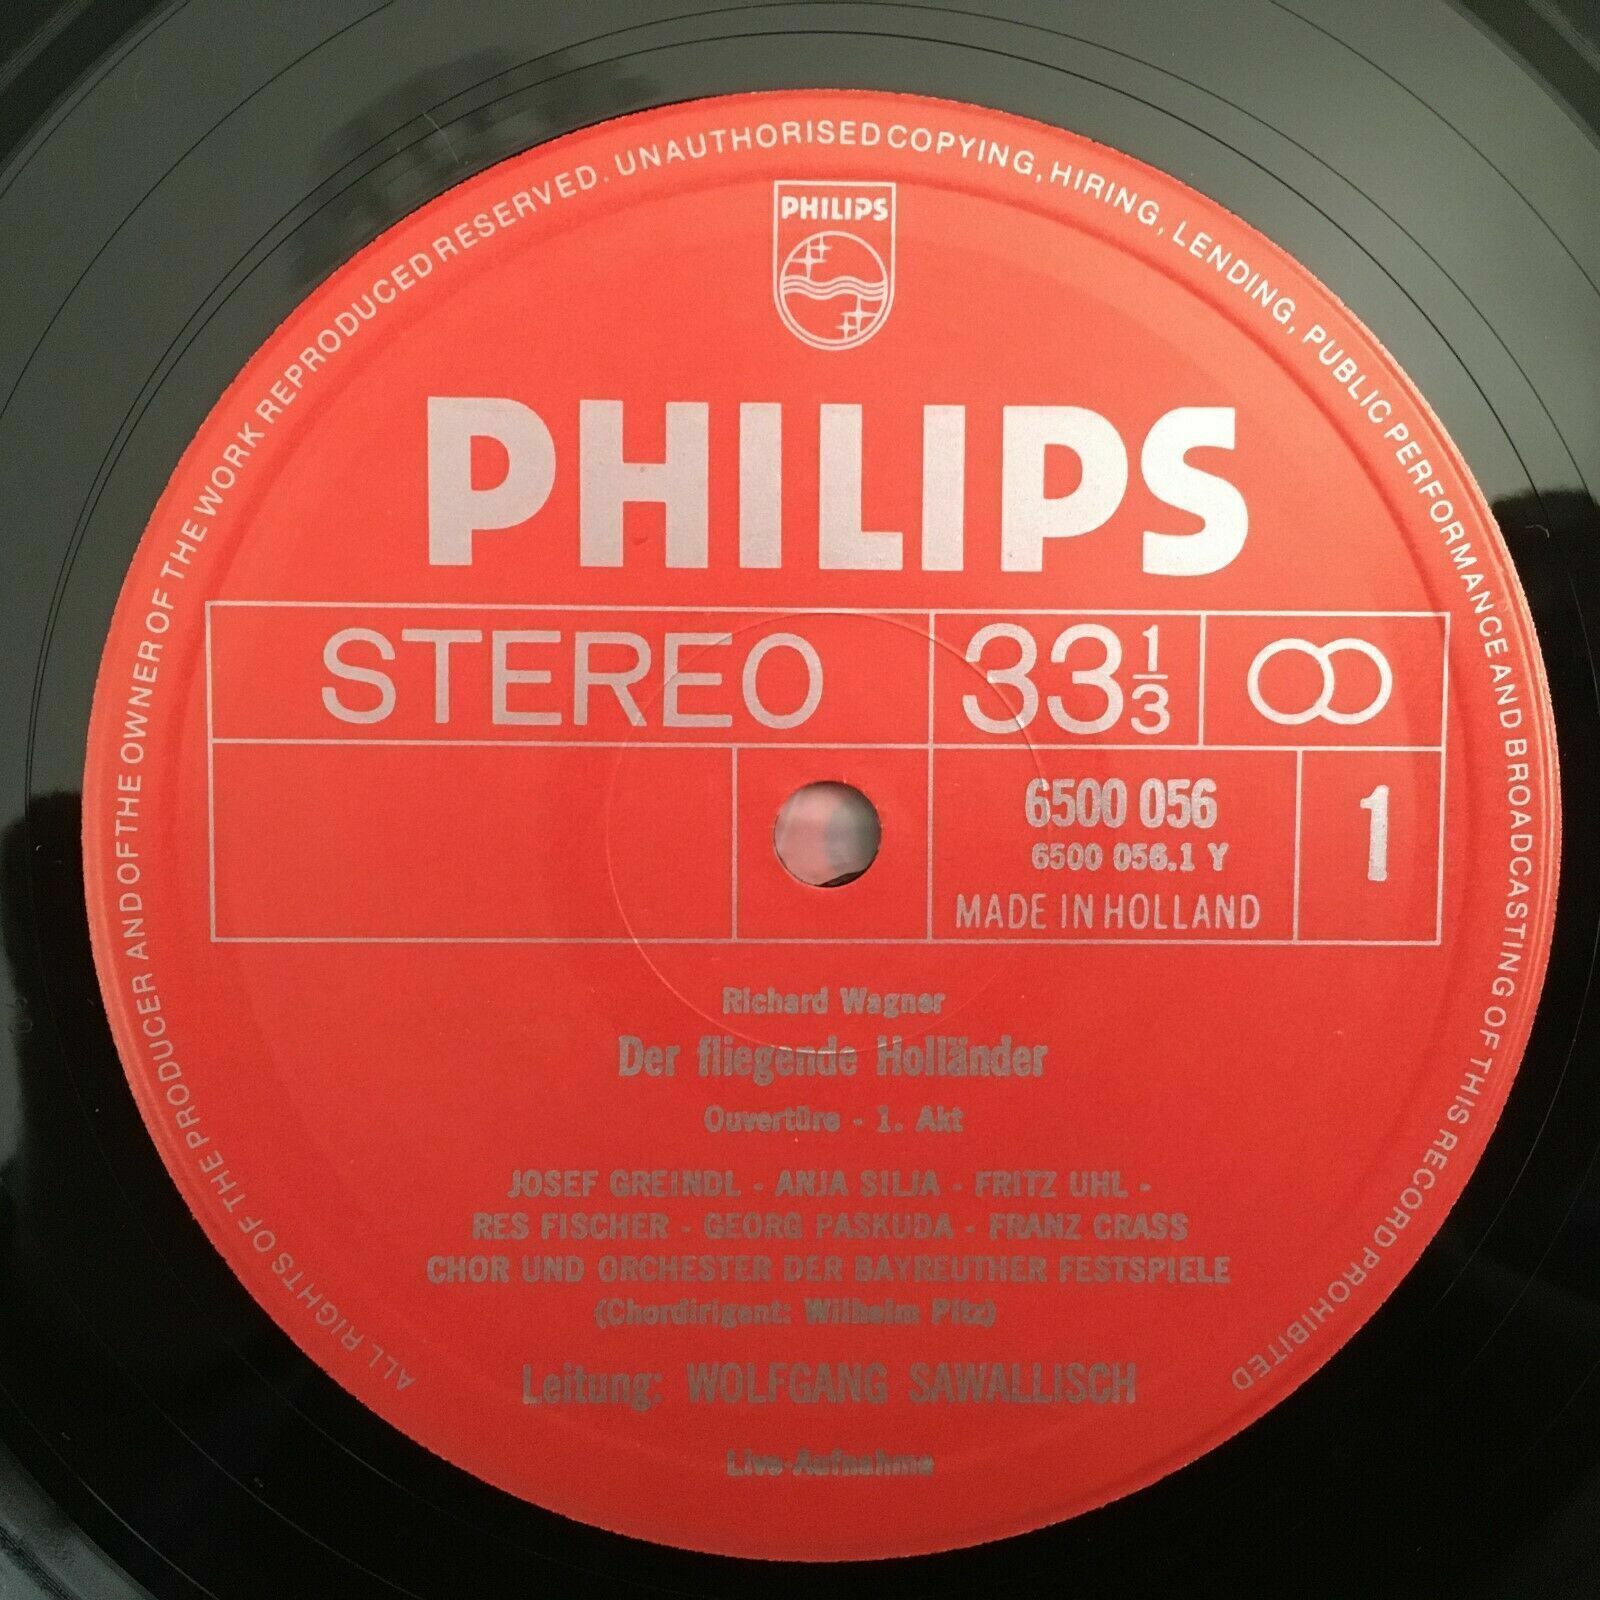 ALL RIGHTS OF THE PRODUCER AND OF THE OWNER OF THE WORK REPRODUCED RESERVED. UNAUTHORISED COPYING, HIRING, LENDING, PUBLIC PERFORMANCE AND BROADCASTING OF THIS RECORD PROHIBITED
PHILIPS
PHILIPS
STEREO 33 1/3
6500 056 1
6500 056.1 Y
MADE IN HOLLAND
Richard Wagner
Der fliegende Holländer
Ouvertüre - 1. Akt
JOSEF GREINDL - ANJA SILJA - FRITZ UHL -
RES FISCHER - GEORG PASKUDA - FRANZ CRASS
CHOR UND ORCHESTER DER BAYREUTHER FESTSPIELE
(Chordirigent: Wilhelm Pitz)
Leitung: WOLFGANG SAWALLISCH
Live-Aufnahme